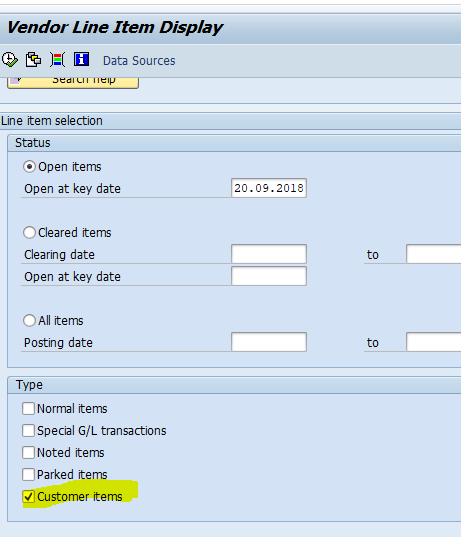 Vendor Line Item Display
Data Sources
Search help
Line item selection
Status
Open items
Open at key date 20.09.2018
Cleared items
Clearing date to
Open at key date
All items
Posting date to
Type
Normal items
Special G/L transactions
Noted items
Parked items
Customer items